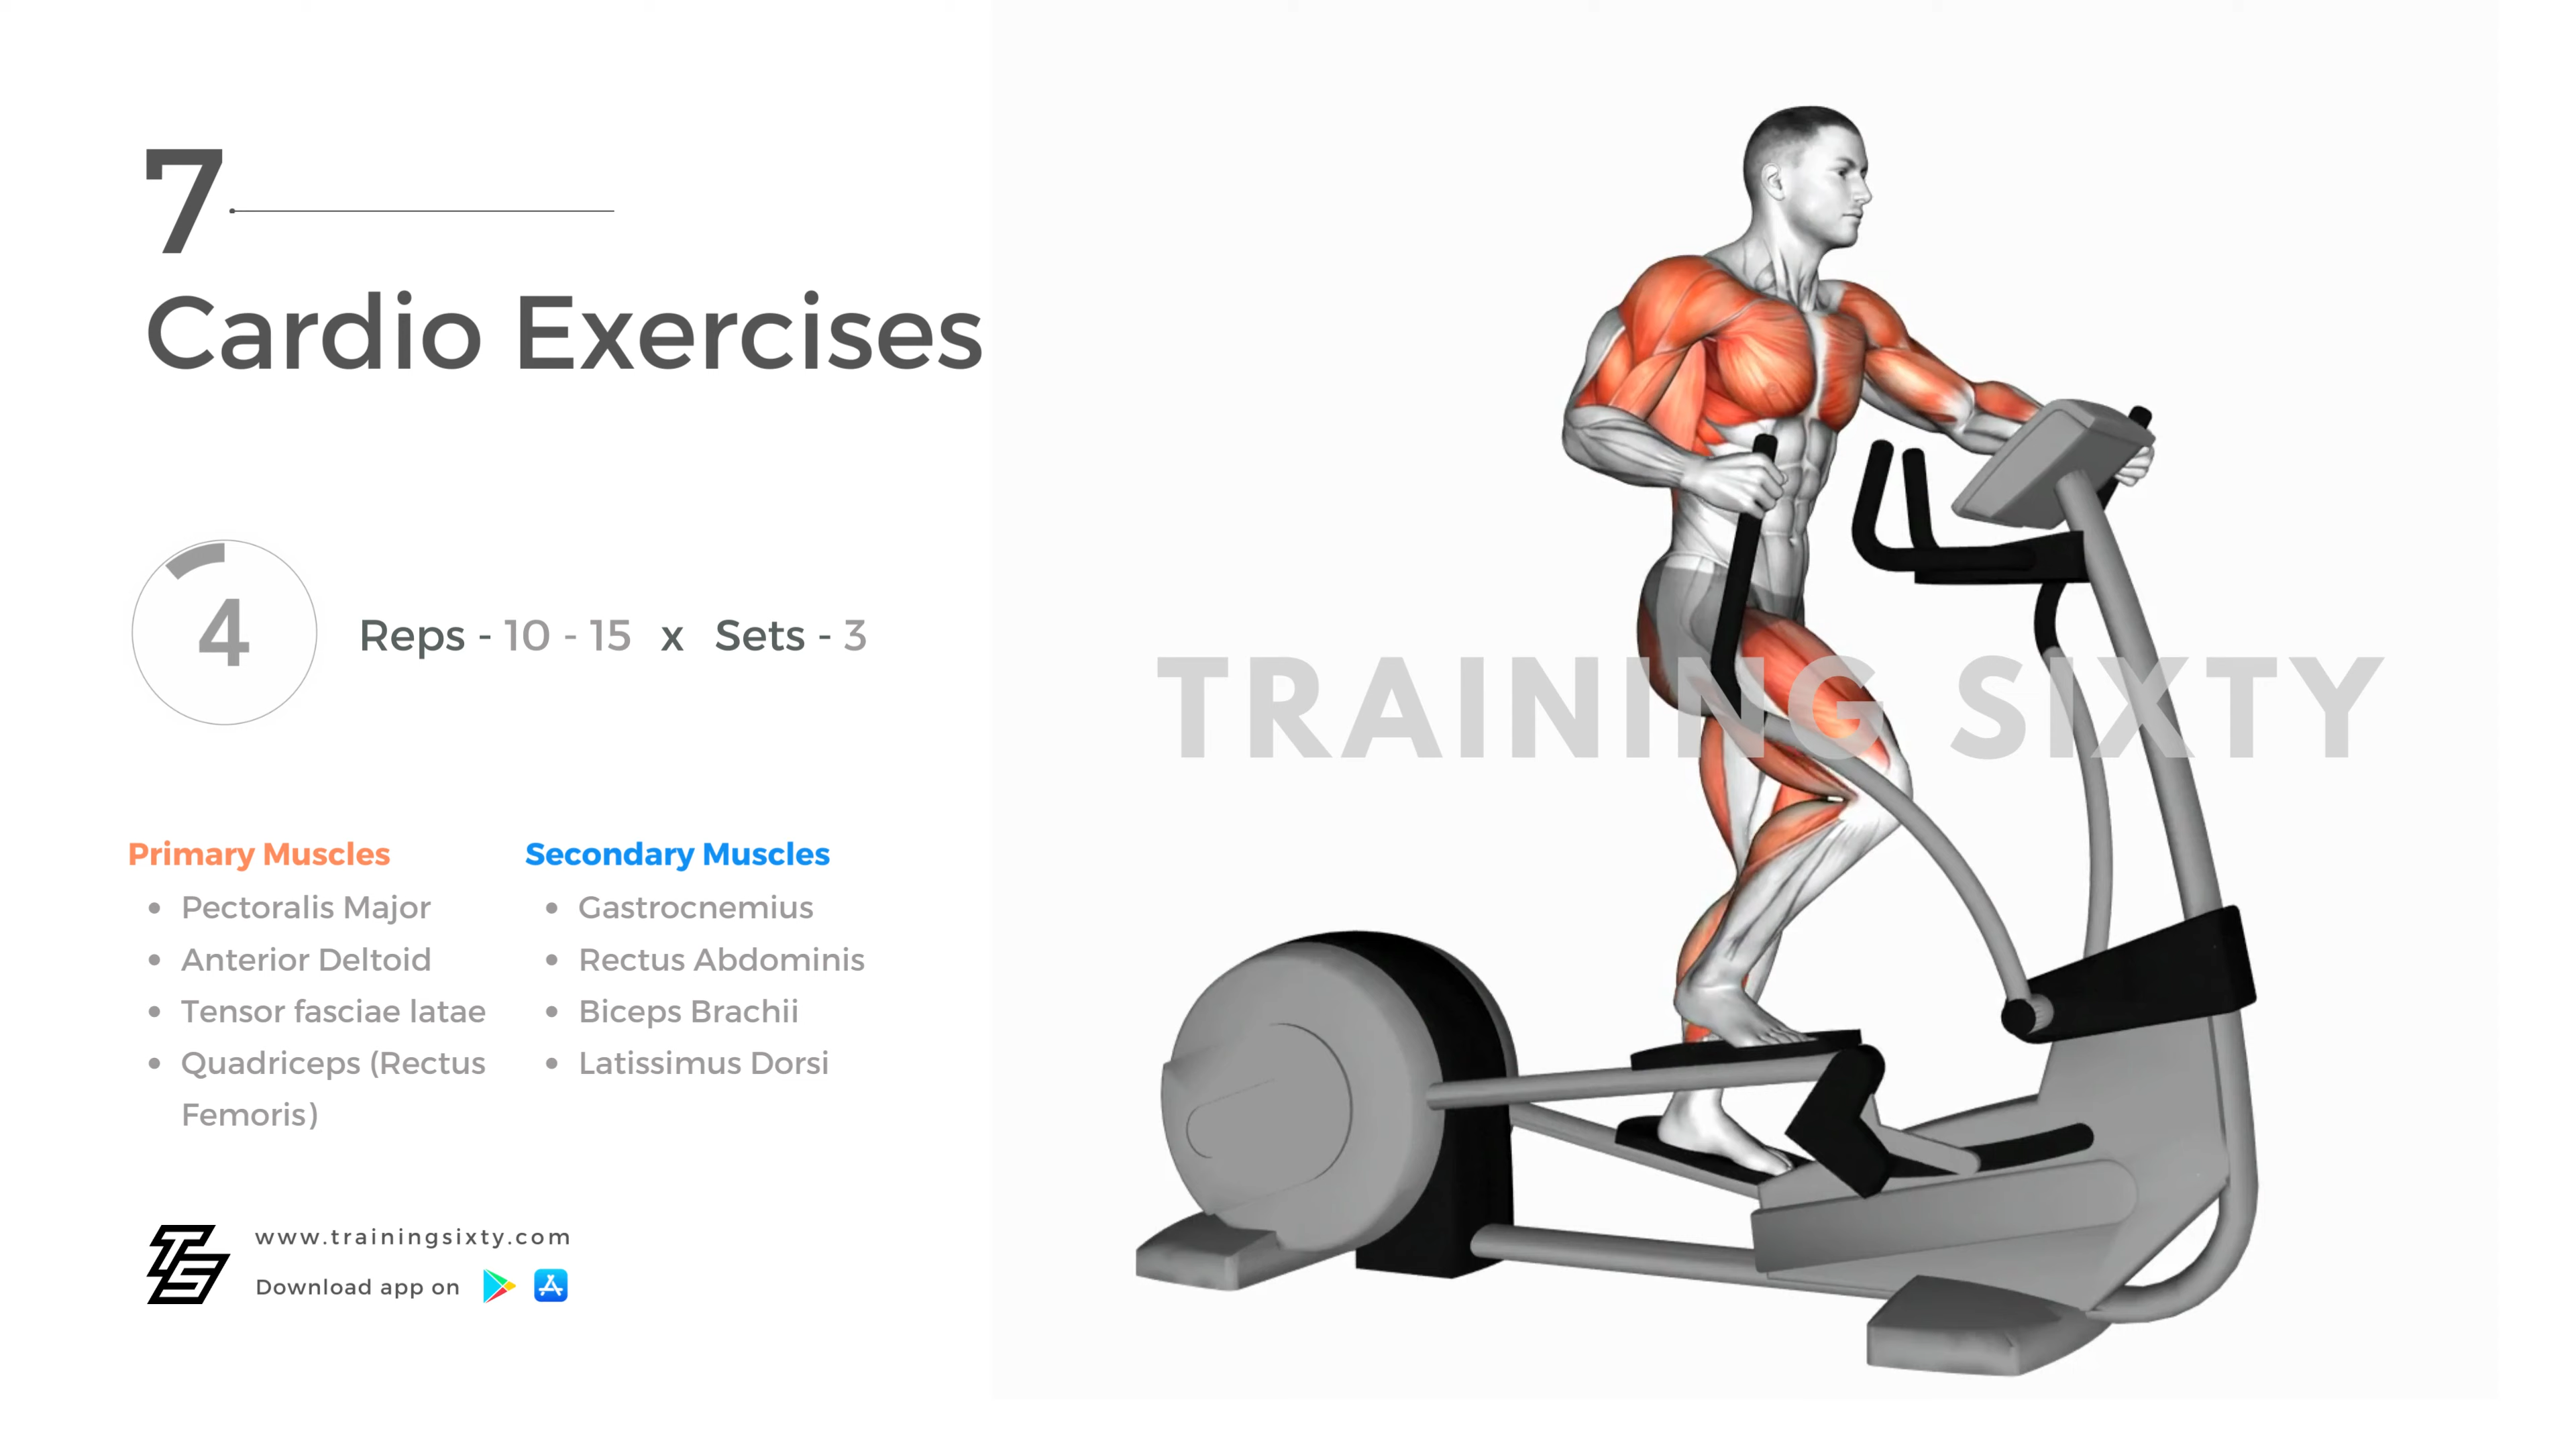 7
Cardio Exercises
4
Reps - 10 - 15 x Sets - 3
Primary Muscles
• Pectoralis Major
• Anterior Deltoid
• Tensor fasciae latae
• Quadriceps (Rectus
Femoris)
Secondary Muscles
• Gastrocnemius
• Rectus Abdominis
• Biceps Brachii
• Latissimus Dorsi
TS
www.trainingsixty.com
Download app on
TRAINING SIXTY